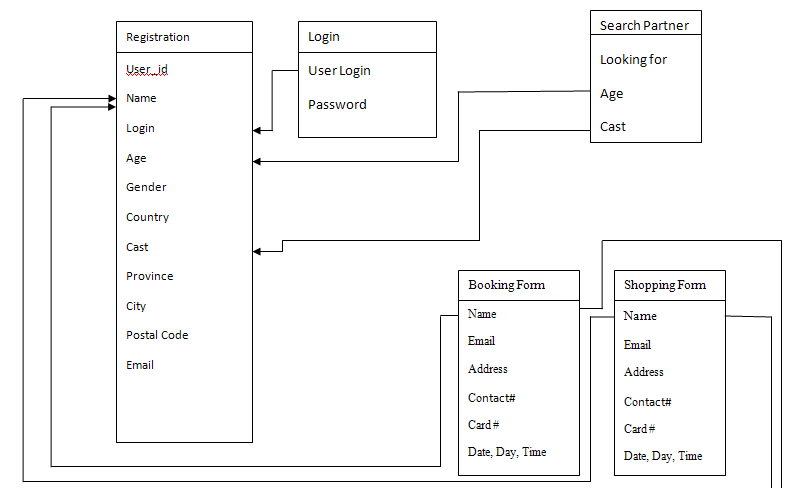 Registration
User_id
Name
Login
Age
Gender
Country
Cast
Province
City
Postal Code
Email
Login
User Login
Password
Search Partner
Looking for
Age
Cast
Booking Form
Name
Email
Address
Contact#
Card #
Date, Day, Time
Shopping Form
Name
Email
Address
Contact#
Card #
Date, Day, Time